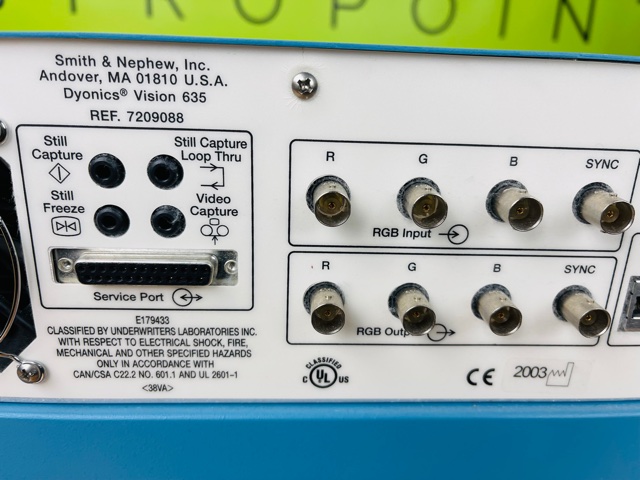 TROPOIN
Smith & Nephew, Inc.
Andover, MA 01810 U.S.A.
Dyonics® Vision 635
REF. 7209088
Still Capture
Still Capture Loop Thru
Still Freeze
Video Capture
Service Port
R G B SYNC
RGB Input
R G B SYNC
RGB Output
E179433
CLASSIFIED BY UNDERWRITERS LABORATORIES INC.
WITH RESPECT TO ELECTRICAL SHOCK, FIRE,
MECHANICAL AND OTHER SPECIFIED HAZARDS
ONLY IN ACCORDANCE WITH
CAN/CSA C22.2 NO. 601.1 AND UL 2601-1
<38VA>
CLASSIFIED
C UL US
CE
2003